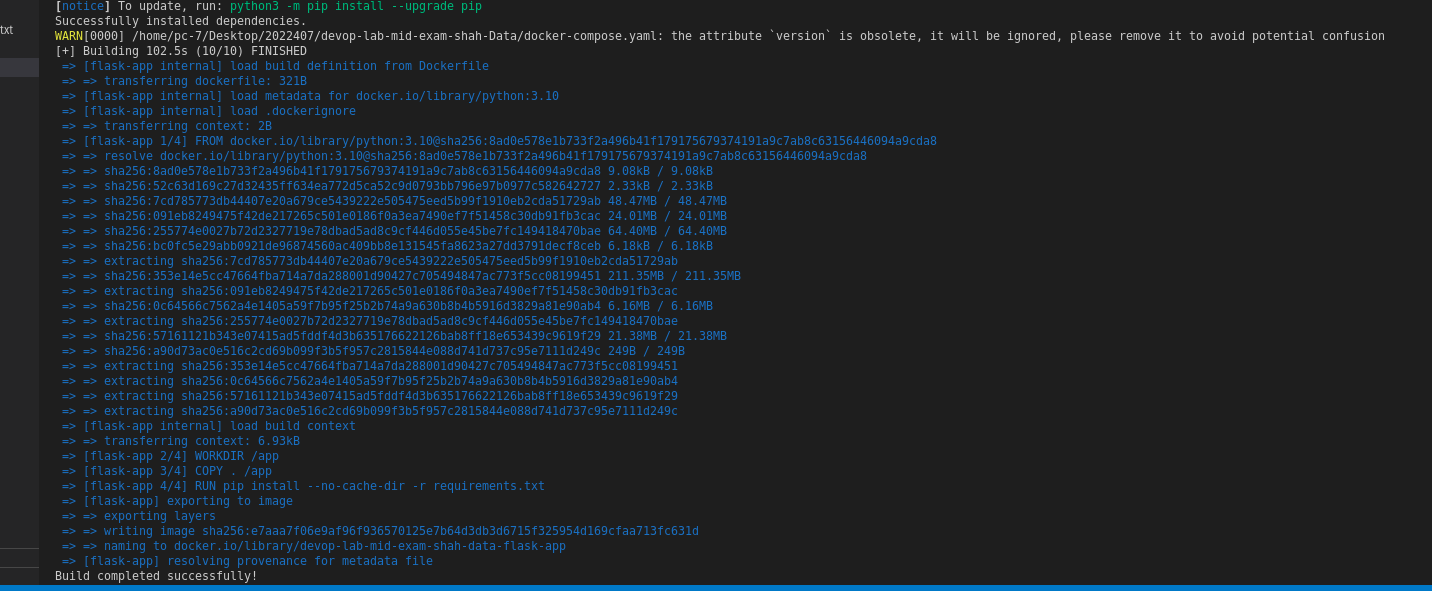 [notice] To update, run: python3 -m pip install --upgrade pip
Successfully installed dependencies.
txt
WARN[0000] /home/pc-7/Desktop/2022407/devop-lab-mid-exam-shah-Data/docker-compose.yaml: the attribute `version` is obsolete, it will be ignored, please remove it to avoid potential confusion
[+] Building 102.5s (10/10) FINISHED
=> [flask-app internal] load build definition from Dockerfile
=> => transferring dockerfile: 321B
=> [flask-app internal] load metadata for docker.io/library/python:3.10
=> [flask-app internal] load .dockerignore
=> => transferring context: 2B
=> [flask-app 1/4] FROM docker.io/library/python:3.10@sha256:8ad0e578e1b733f2a496b41f179175679374191a9c7ab8c63156446094a9cda8
=> => resolve docker.io/library/python:3.10@sha256:8ad0e578e1b733f2a496b41f179175679374191a9c7ab8c63156446094a9cda8
=> => sha256:8ad0e578e1b733f2a496b41f179175679374191a9c7ab8c63156446094a9cda8 9.08kB / 9.08kB
=> => sha256:52c63d169c27d32435ff634ea772d5ca52c9d0793bb796e97b0977c582642727 2.33kB / 2.33kB
=> => sha256:7cd785773db44407e20a679ce5439222e505475eed5b99f1910eb2cda51729ab 48.47MB / 48.47MB
=> => sha256:091eb8249475f42de217265c501e0186f0a3ea7490ef7f51458c30db91fb3cac 24.01MB / 24.01MB
=> => sha256:255774e0027b72d2327719e78dbad5ad8c9cf446d055e45be7fc149418470bae 64.40MB / 64.40MB
=> => sha256:bc0fc5e29abb0921de96874560ac409bb8e131545fa8623a27dd3791decf8ceb 6.18kB / 6.18kB
=> => extracting sha256:7cd785773db44407e20a679ce5439222e505475eed5b99f1910eb2cda51729ab
=> => sha256:353e14e5cc47664fba714a7da288001d90427c705494847ac773f5cc08199451 211.35MB / 211.35MB
=> => extracting sha256:091eb8249475f42de217265c501e0186f0a3ea7490ef7f51458c30db91fb3cac
=> => sha256:0c64566c7562a4e1405a59f7b95f25b2b74a9a630b8b4b5916d3829a81e90ab4 6.16MB / 6.16MB
=> => extracting sha256:255774e0027b72d2327719e78dbad5ad8c9cf446d055e45be7fc149418470bae
=> => sha256:57161121b343e07415ad5fddf4d3b635176622126bab8ff18e653439c9619f29 21.38MB / 21.38MB
=> => sha256:a90d73ac0e516c2cd69b099f3b5f957c2815844e088d741d737c95e7111d249c 249B / 249B
=> => extracting sha256:353e14e5cc47664fba714a7da288001d90427c705494847ac773f5cc08199451
=> => extracting sha256:0c64566c7562a4e1405a59f7b95f25b2b74a9a630b8b4b5916d3829a81e90ab4
=> => extracting sha256:57161121b343e07415ad5fddf4d3b635176622126bab8ff18e653439c9619f29
=> => extracting sha256:a90d73ac0e516c2cd69b099f3b5f957c2815844e088d741d737c95e7111d249c
=> [flask-app internal] load build context
=> => transferring context: 6.93kB
=> [flask-app 2/4] WORKDIR /app
=> [flask-app 3/4] COPY . /app
=> [flask-app 4/4] RUN pip install --no-cache-dir -r requirements.txt
=> [flask-app] exporting to image
=> => exporting layers
=> => writing image sha256:e7aaa7f06e9af96f936570125e7b64d3db3d6715f325954d169cfaa713fc631d
=> => naming to docker.io/library/devop-lab-mid-exam-shah-data-flask-app
=> [flask-app] resolving provenance for metadata file
Build completed successfully!